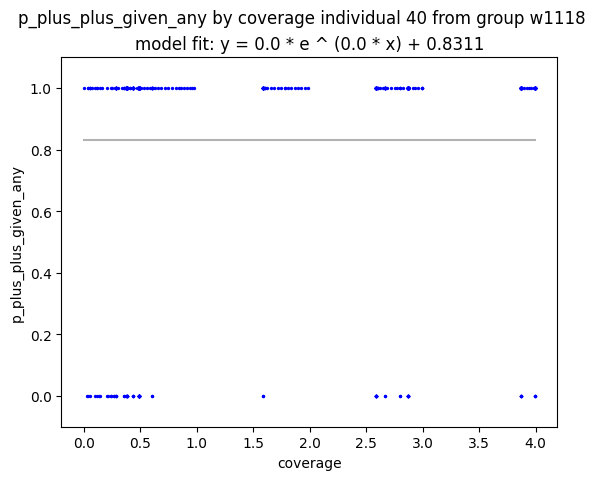 p_plus_plus_given_any by coverage individual 40 from group w1118
model fit: y = 0.0 * e ^ (0.0 * x) + 0.8311
p_plus_plus_given_any
1.0
0.8
0.6
0.4
0.2
0.0
0.0 0.5 1.0 1.5 2.0 2.5 3.0 3.5 4.0
coverage